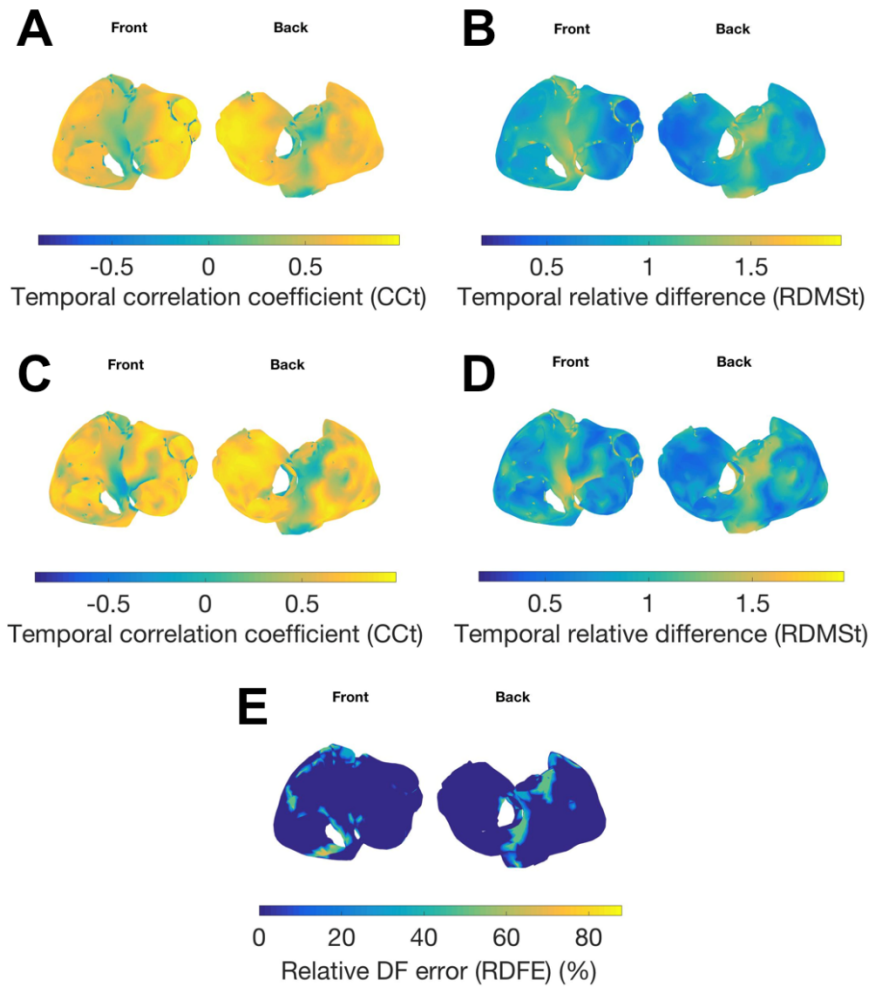 A
Front Back
-0.5 0 0.5
Temporal correlation coefficient (CCt)
B
Front Back
0.5 1 1.5
Temporal relative difference (RDMSt)
C
Front Back
-0.5 0 0.5
Temporal correlation coefficient (CCt)
D
Front Back
0.5 1 1.5
Temporal relative difference (RDMSt)
E
Front Back
0 20 40 60 80
Relative DF error (RDFE) (%)